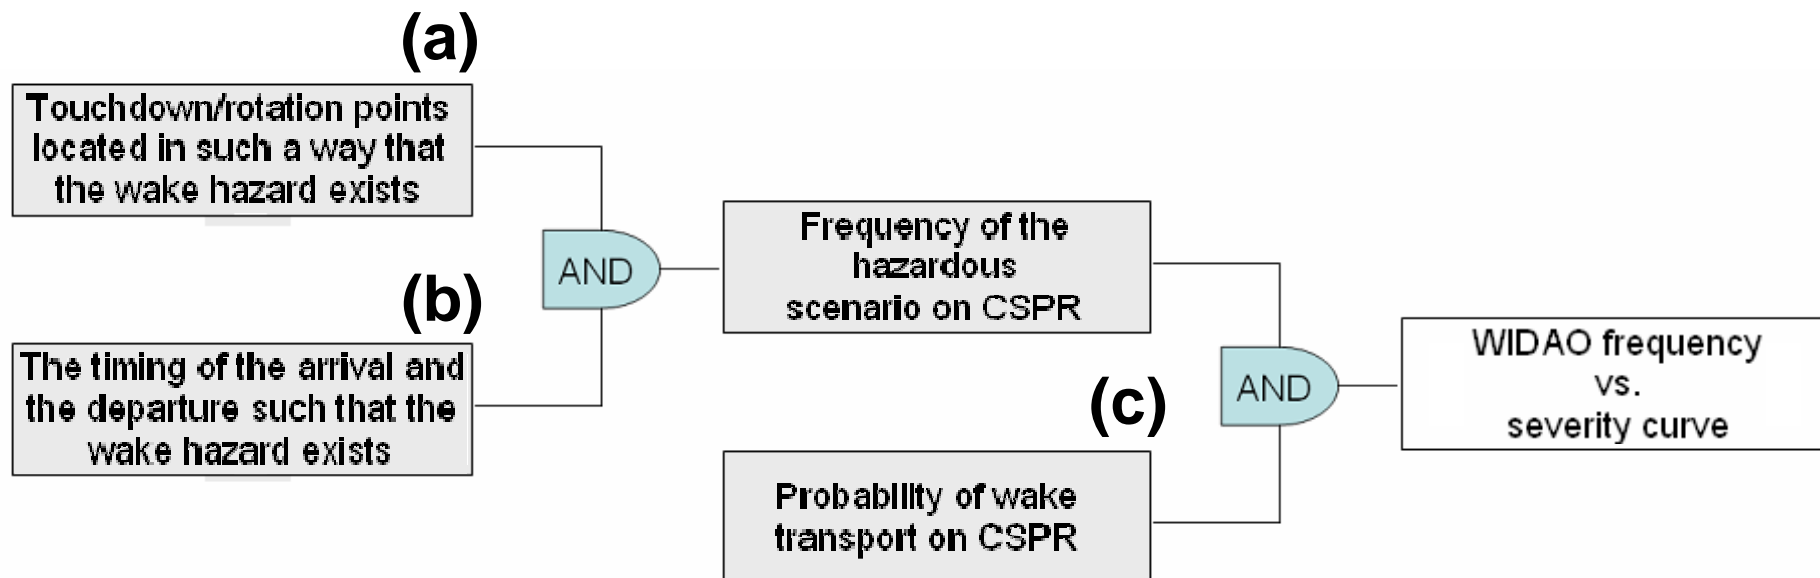 (a)
Touchdown/rotation points
located in such a way that
the wake hazard exists
(b)
The timing of the arrival and
the departure such that the
wake hazard exists
AND
Frequency of the
hazardous
scenario on CSPR
(c)
Probability of wake
transport on CSPR
AND
WIDAO frequency
vs.
severity curve